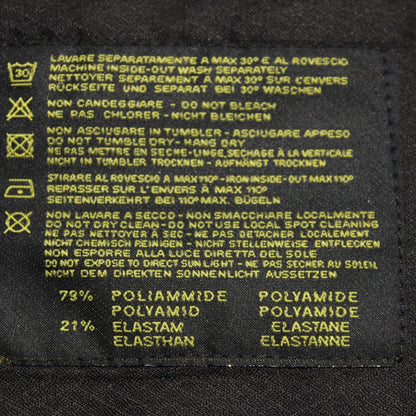 30
LAVARE SEPARATAMENTE A MAX 30° E AL ROVESCIO
MACHINE INSIDE-OUT WASH SEPARATELY
NETTOYER SEPAREMENT A MAX 30° SUR L'ENVERS
RÜCKSEITE UND SEPARAT BEI 30° WASCHEN
NON CANDEGGIARE - DO NOT BLEACH
NE PAS CHLORER - NICHT BLEICHEN
NON ASCIUGARE IN TUMBLER - ASCIUGARE APPESO
DO NOT TUMBLE DRY - HANG DRY
NE PAS METTRE EN SECHE-LINGE, SECHAGE À LA VERTICALE
NICHT IN TUMBLER TROCKNEN - AUFHÄNGT TROCKNEN
STIRARE AL ROVESCIO A MAX 110° - IRON INSIDE-OUT MAX 110°
REPASSER SUR L'ENVERS À MAX 110°
SEITENVERKEHRT BEI 110° MAX. BÜGELN
NON LAVARE A SECCO - NON SMACCHIARE LOCALMENTE
DO NOT DRY CLEAN - DO NOT USE LOCAL SPOT CLEANING
NE PAS NETTOYER A SEC - NE PAS DETACHER LOCALEMENT
NICHT CHEMISCH REINIGEN - NICHT STELLENWEISE ENTFLECKEN
NON ESPORRE ALLA LUCE DIRETTA DEL SOLE
DO NOT EXPOSE TO DIRECT SUN LIGHT - NE PAS SECHER AU SOLEIL
NICHT DEM DIREKTEN SONNENLICHT AUSSETZEN
79% POLIAMMIDE POLYAMIDE
POLYAMID POLYAMIDE
21% ELASTAM ELASTANE
ELASTHAN ELASTHANNE